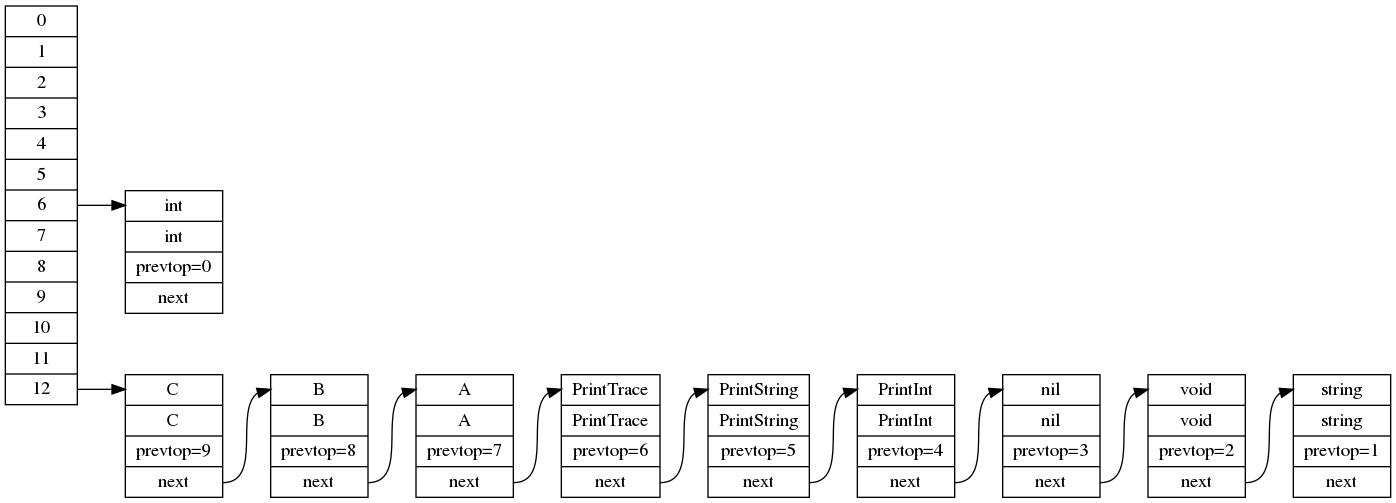 0
1
2
3
4
5
6
7
8
9
10
11
12
int
int
prevtop=0
next
C
C
prevtop=9
next
B
B
prevtop=8
next
A
A
prevtop=7
next
PrintTrace
PrintTrace
prevtop=6
next
PrintString
PrintString
prevtop=5
next
PrintInt
PrintInt
prevtop=4
next
nil
nil
prevtop=3
next
void
void
prevtop=2
next
string
string
prevtop=1
next